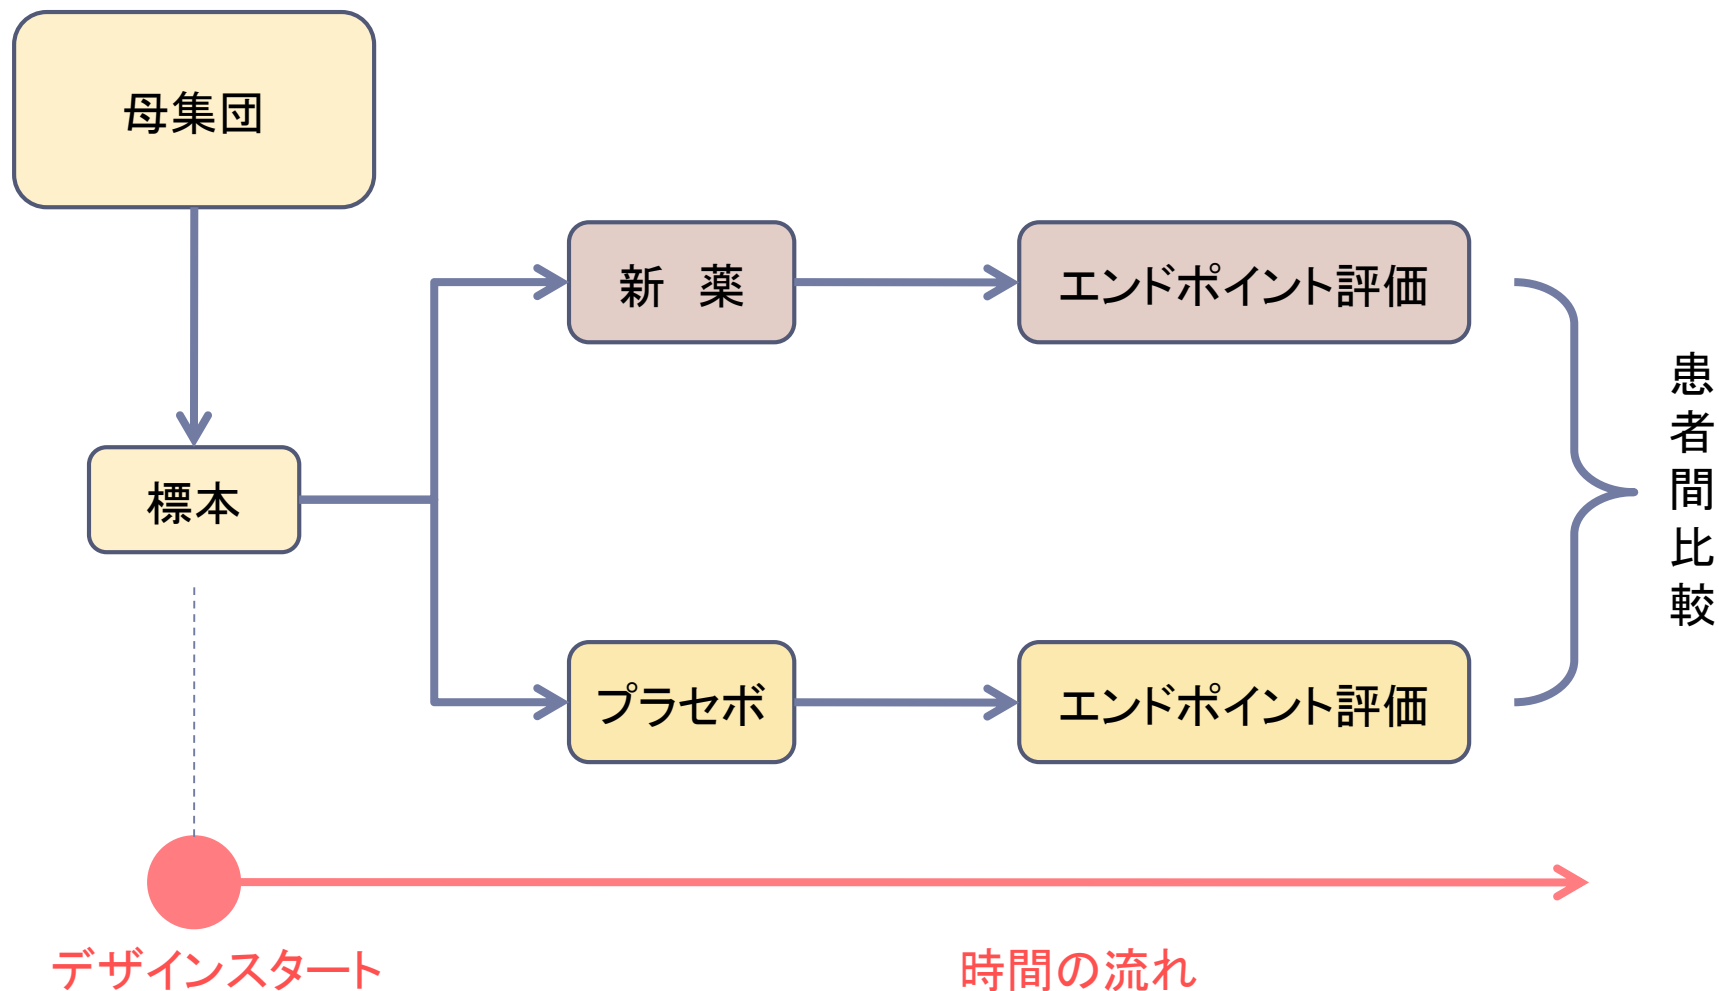 母集団
新　薬
エンドポイント評価
標本
プラセボ
エンドポイント評価
患者間比較
デザインスタート
時間の流れ